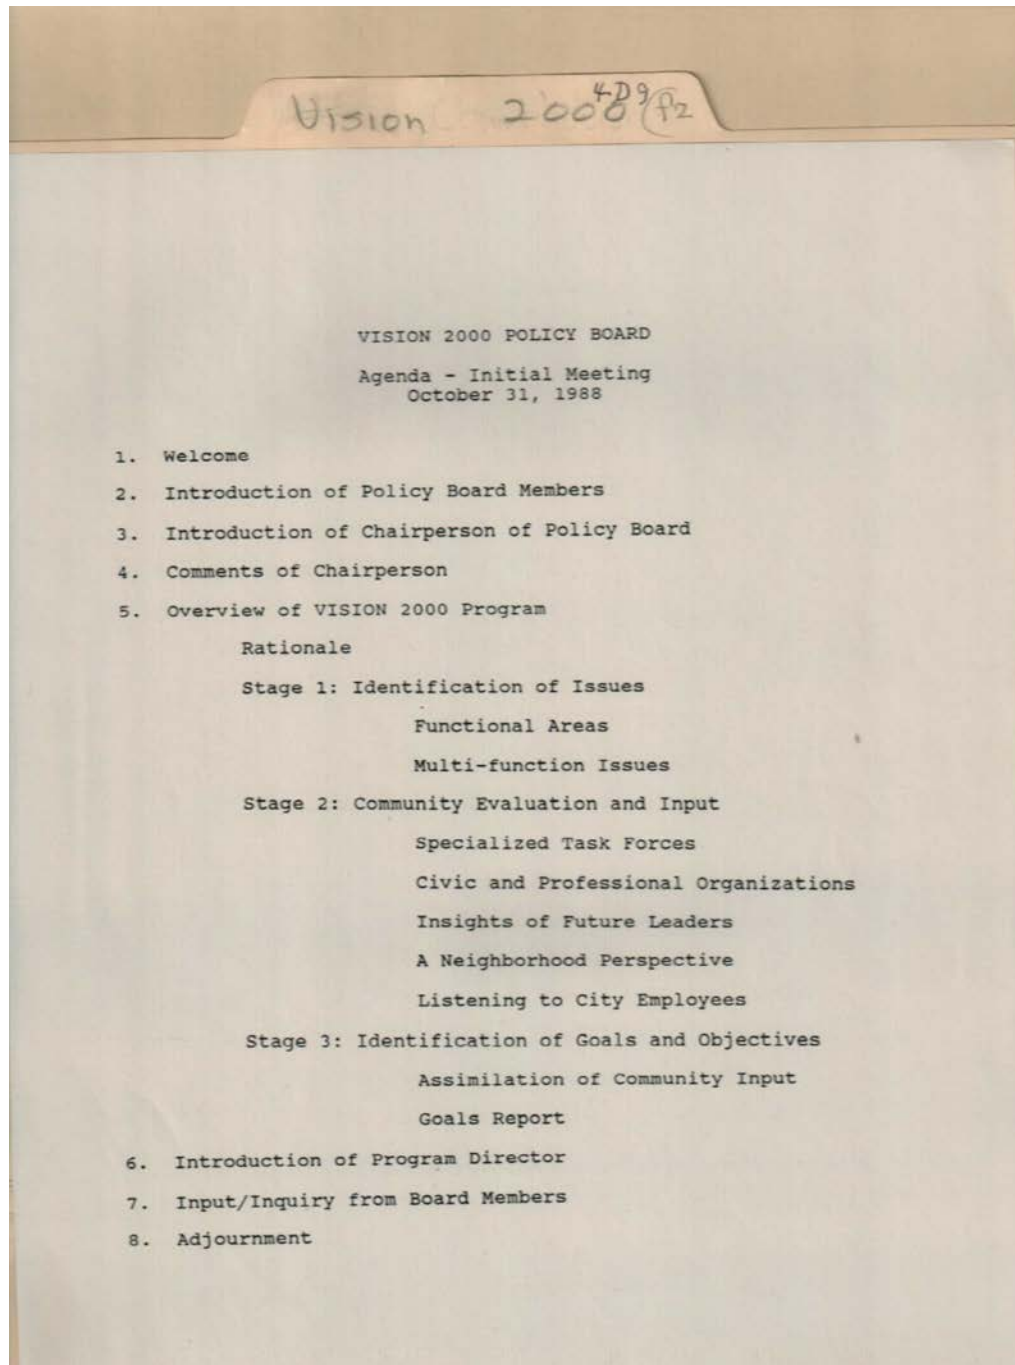 Vision 2000 4D9 P2
VISION 2000 POLICY BOARD
Agenda - Initial Meeting
October 31, 1988
1. Welcome
2. Introduction of Policy Board Members
3. Introduction of Chairperson of Policy Board
4. Comments of Chairperson
5. Overview of VISION 2000 Program
Rationale
Stage 1: Identification of Issues
Functional Areas
Multi-function Issues
Stage 2: Community Evaluation and Input
Specialized Task Forces
Civic and Professional Organizations
Insights of Future Leaders
A Neighborhood Perspective
Listening to City Employees
Stage 3: Identification of Goals and Objectives
Assimilation of Community Input
Goals Report
6. Introduction of Program Director
7. Input/Inquiry from Board Members
8. Adjournment